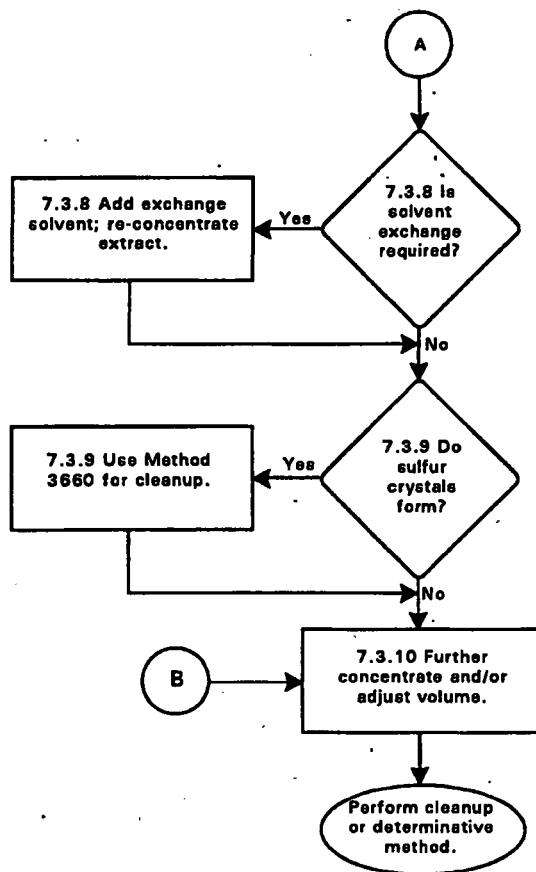 A
7.3.8 Is
solvent
exchange
required?
Yes
7.3.8 Add exchange
solvent; re-concentrate
extract.
No
7.3.9 Do
sulfur
crystals
form?
Yes
7.3.9 Use Method
3660 for cleanup.
No
7.3.10 Further
concentrate and/or
adjust volume.
B
Perform cleanup
or determinative
method.